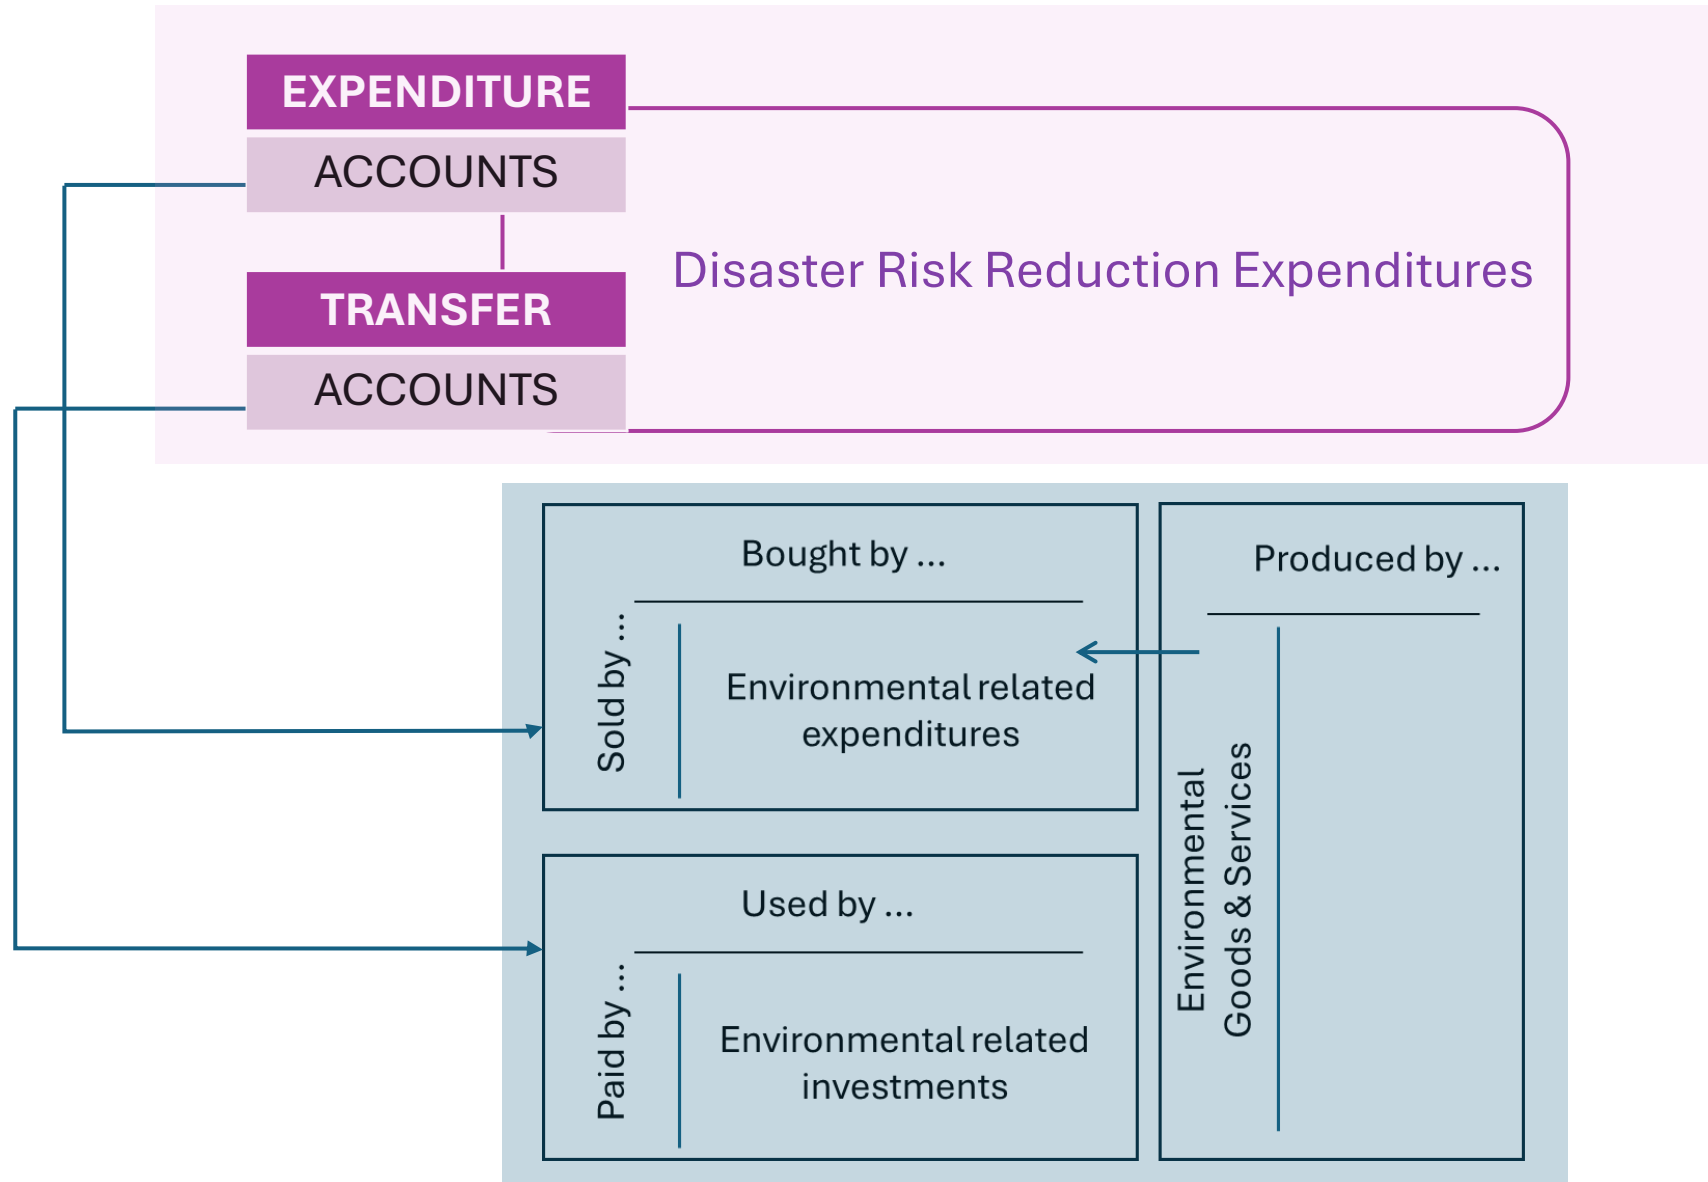 EXPENDITURE
ACCOUNTS
TRANSFER
ACCOUNTS
Disaster Risk Reduction Expenditures
Bought by ...
Sold by ...
Environmental related
expenditures
Used by ...
Paid by ...
Environmental related
investments
Produced by ...
Environmental
Goods & Services